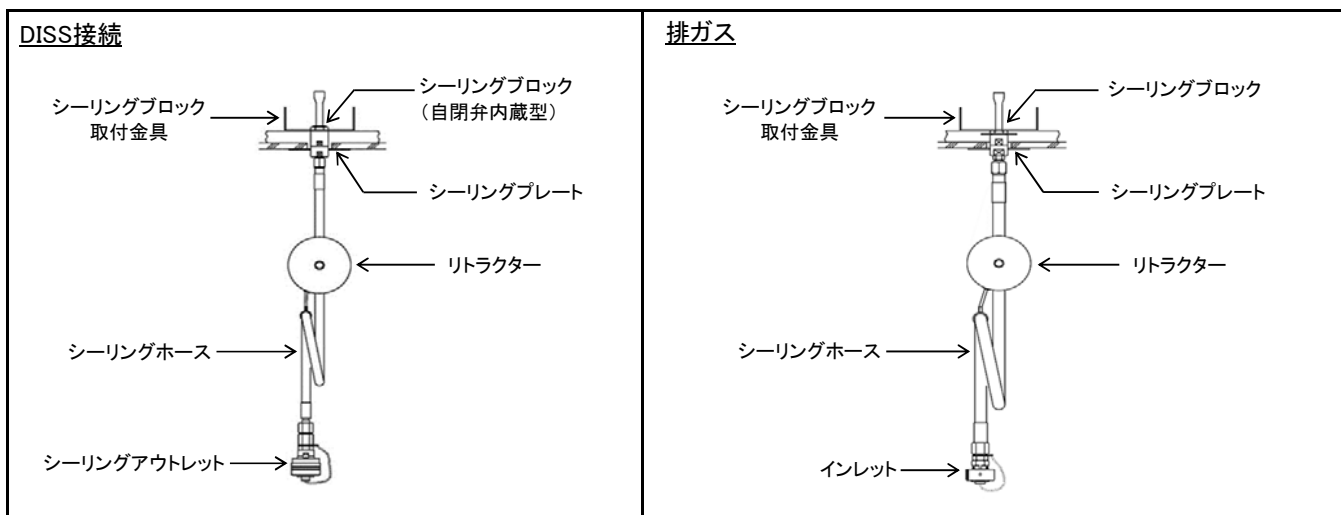 DISS接続
シーリングブロック
取付金具
シーリングブロック
（自閉弁内蔵型）
シーリングプレート
リトラクター
シーリングホース
シーリングアウトレット
排ガス
シーリングブロック
取付金具
シーリングブロック
シーリングプレート
リトラクター
シーリングホース
インレット